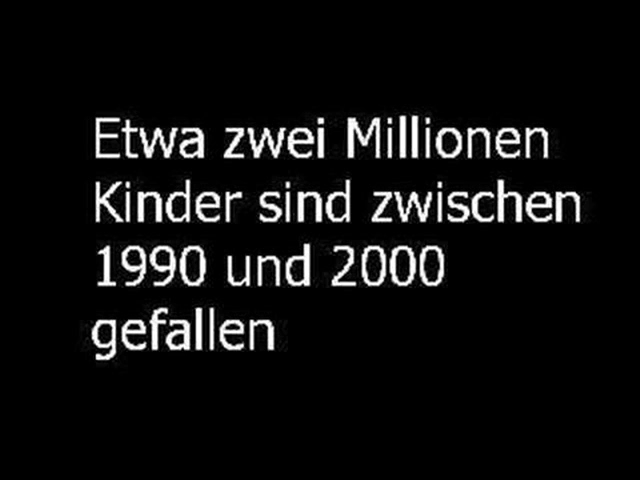 Etwa zwei Millionen
Kinder sind zwischen
1990 und 2000
gefallen